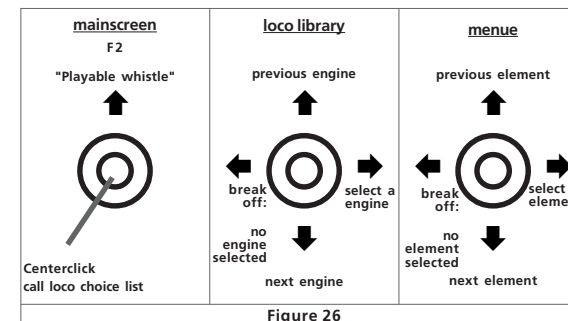 mainscreen
F2
"Playable whistle"
Centerclick
call loco choice list
loco library
previous engine
break
off:
select a
engine
no
engine
selected
next engine
menue
previous element
break
off:
select
eleme
no
element
selected
next element
Figure 26